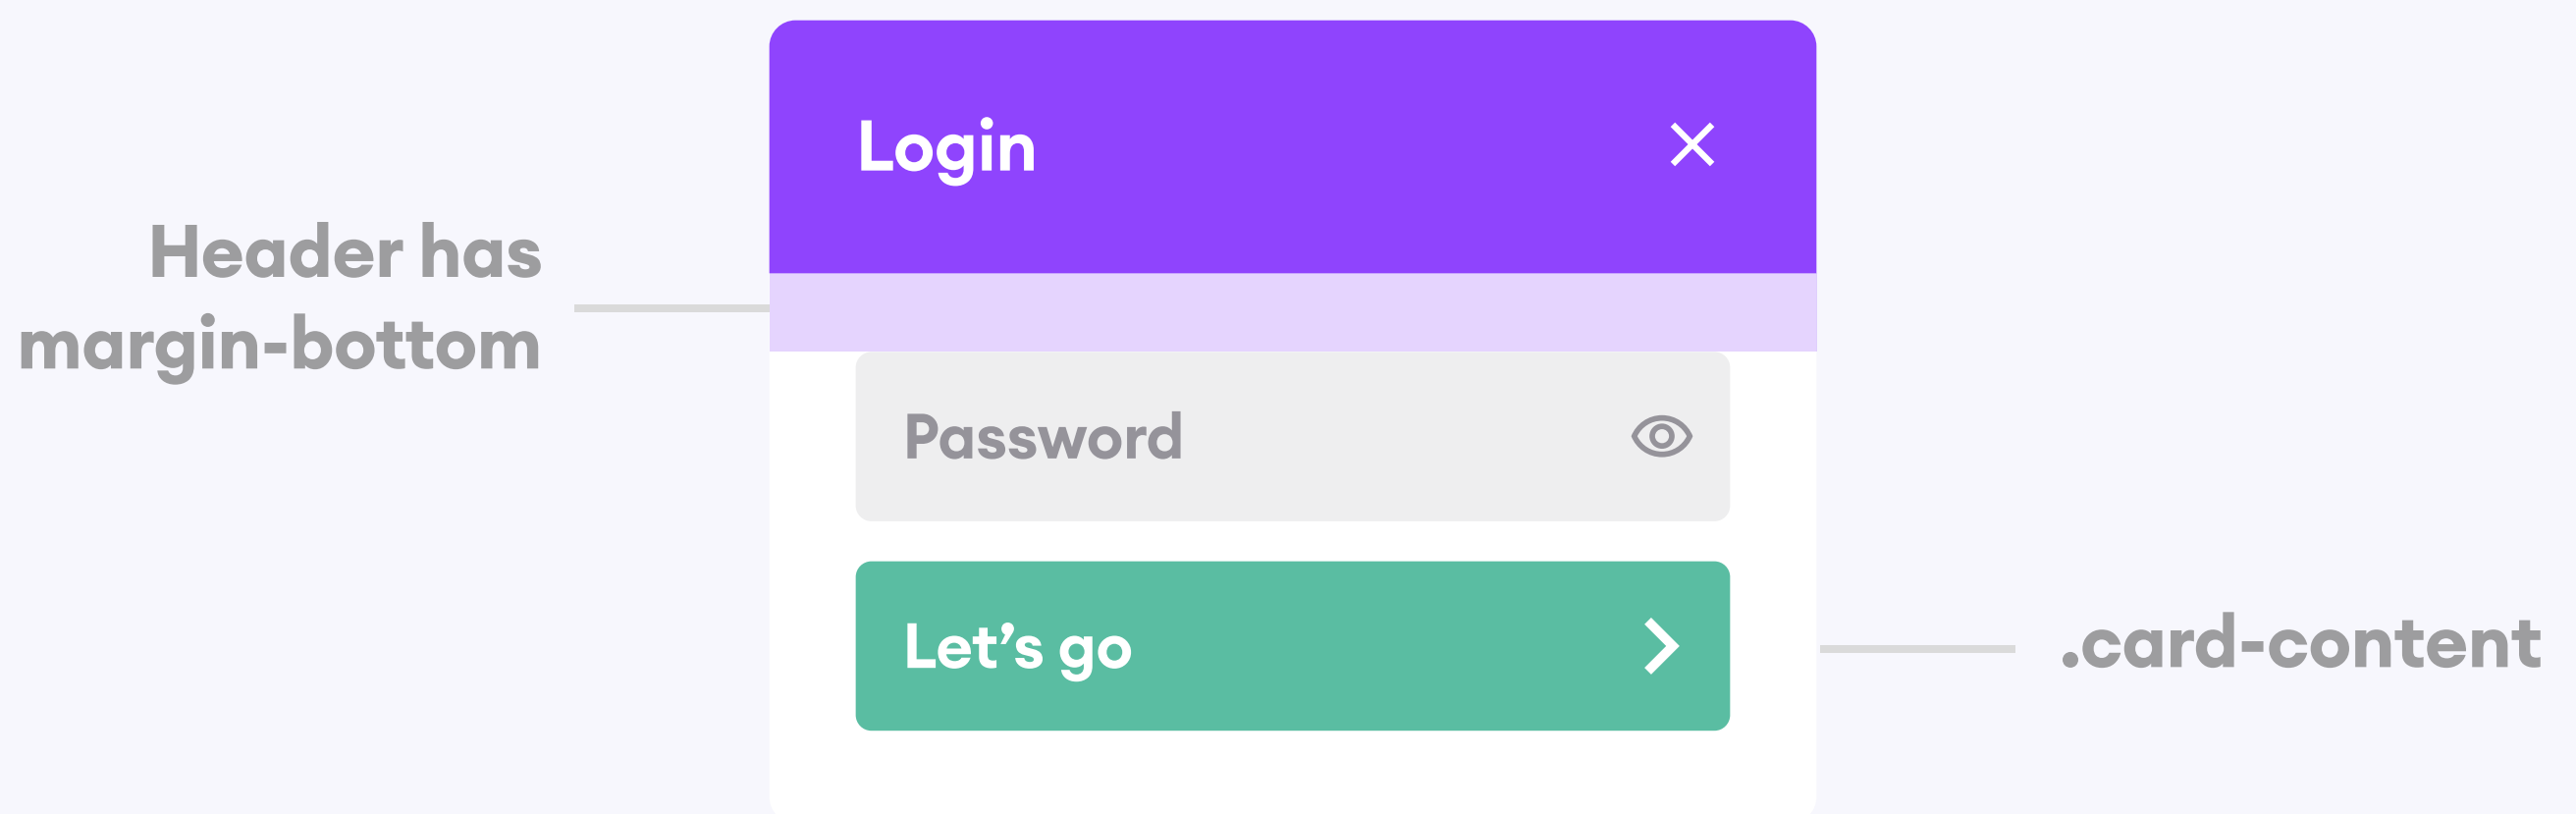 Login
Header has
margin-bottom
Password
Let’s go
.card-content